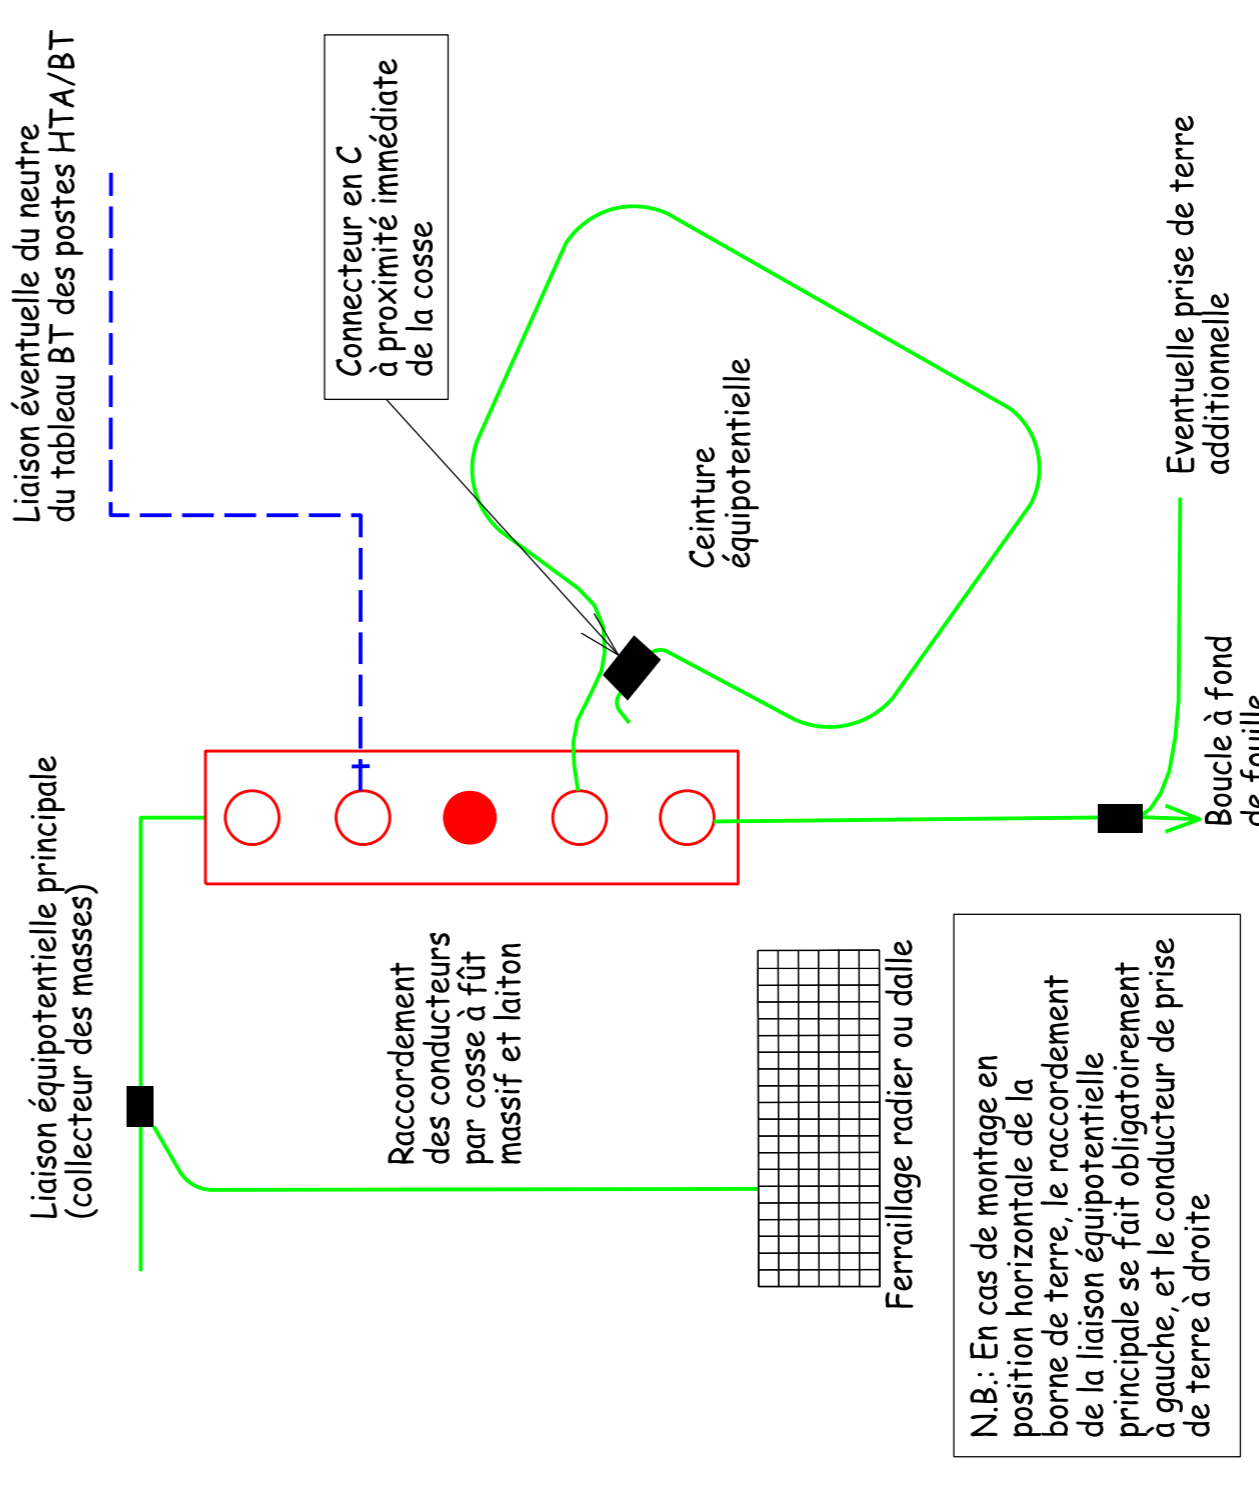 Liaison éventuelle du neutre
du tableau BT des postes HTA/BT
Connecteur en C
à proximité immédiate
de la cosse
Ceinture
équipotentielle
Eventuelle prise de terre
additionnelle
Liaison équipotentielle principale
(collecteur des masses)
Raccordement
des conducteurs
par cosse à fût
massif et laiton
Boucle à fond
de fouille
Ferraillage radier ou dalle
N.B.: En cas de montage en
position horizontale de la
borne de terre, le raccordement
de la liaison équipotentielle
principale se fait obligatoirement
à gauche, et le conducteur de prise
de terre à droite